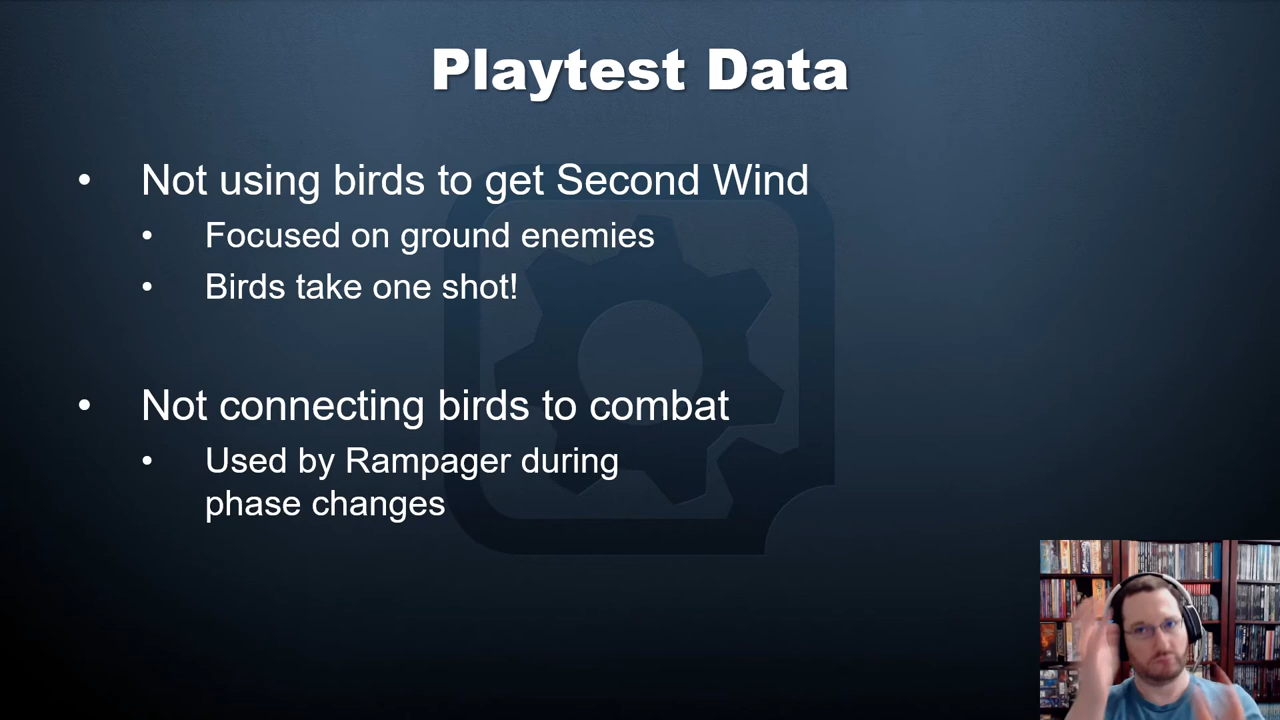 Playtest Data
• Not using birds to get Second Wind
• Focused on ground enemies
• Birds take one shot!
• Not connecting birds to combat
• Used by Rampager during
phase changes